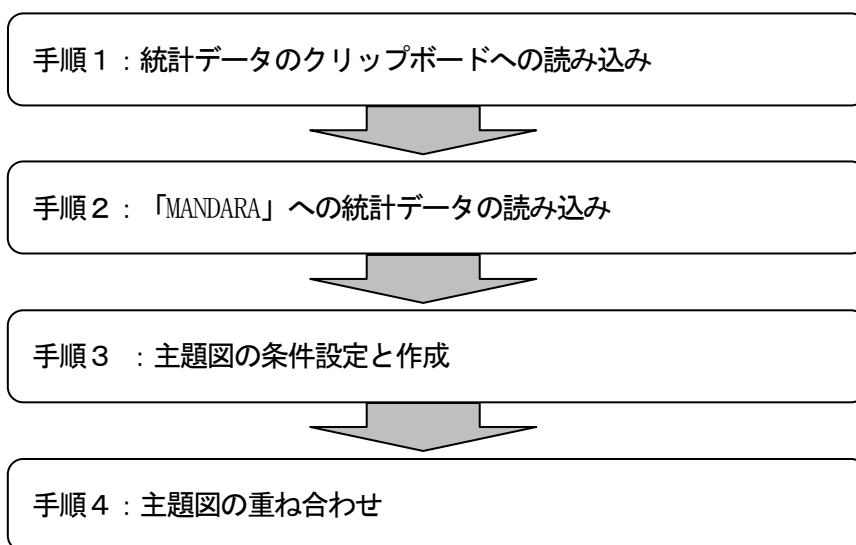 手順１：統計データのクリップボードへの読み込み
手順２：「MANDARA」への統計データの読み込み
手順３　：主題図の条件設定と作成
手順４：主題図の重ね合わせ